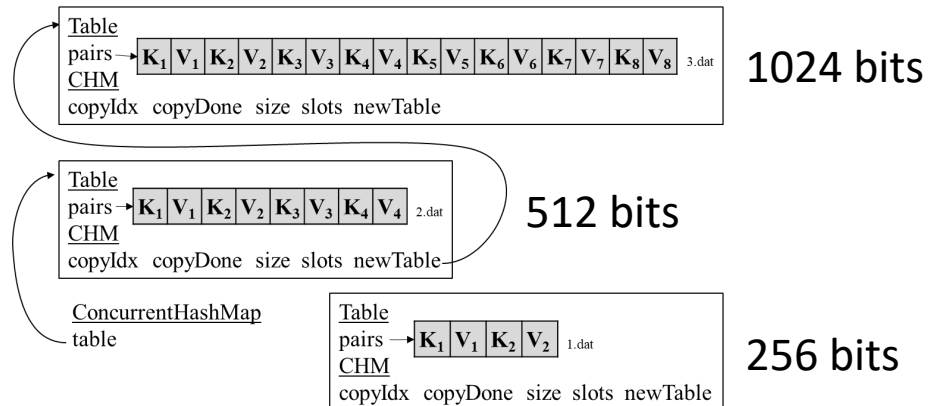 Table
pairs K1 V1 K2 V2 K3 V3 K4 V4 K5 V5 K6 V6 K7 V7 K8 V8 3.dat
CHM
copyIdx copyDone size slots newTable
1024 bits
Table
pairs K1 V1 K2 V2 K3 V3 K4 V4 2.dat
CHM
copyIdx copyDone size slots newTable
512 bits
ConcurrentHashMap
table
Table
pairs K1 V1 K2 V2 1.dat
CHM
copyIdx copyDone size slots newTable
256 bits